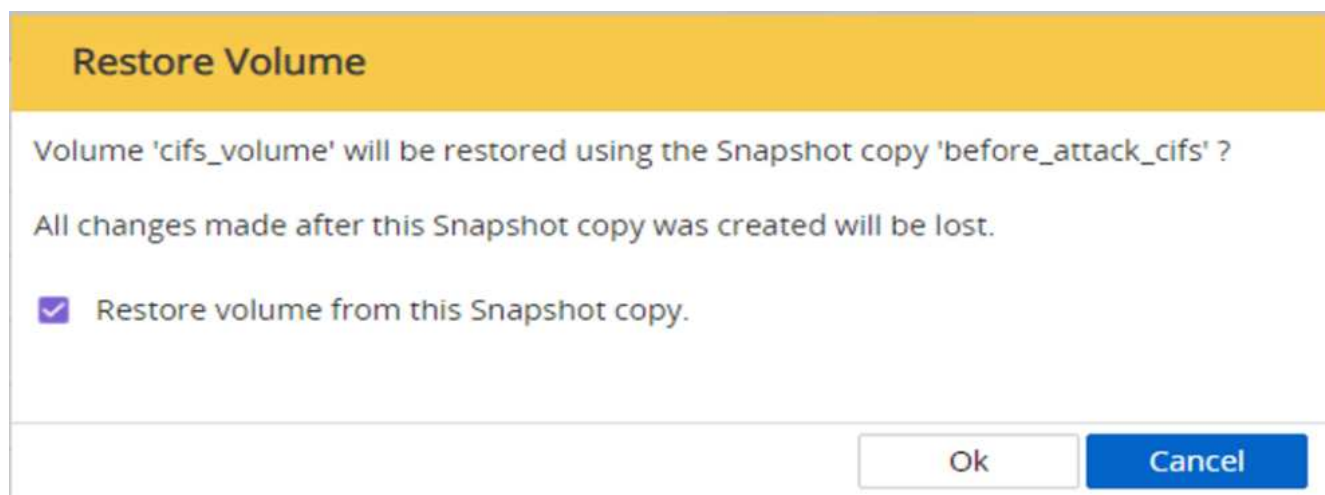 Restore Volume
Volume 'cifs_volume' will be restored using the Snapshot copy 'before_attack_cifs' ?
All changes made after this Snapshot copy was created will be lost.
Restore volume from this Snapshot copy.
Ok
Cancel